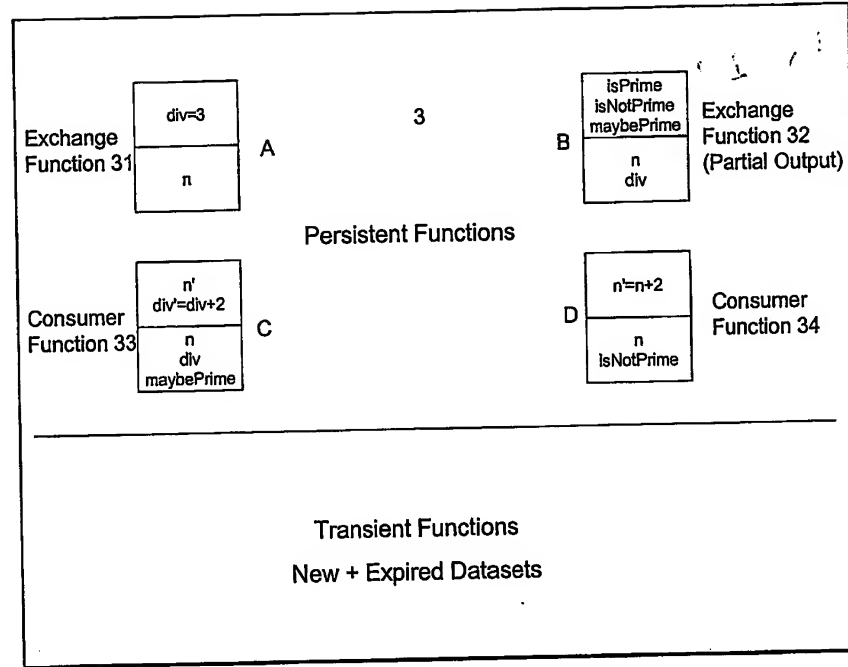 div=3
n
Exchange
Function 31
A
3
isPrime
isNotPrime
maybePrime
n
div
B
Exchange
Function 32
(Partial Output)
Persistent Functions
n'
div'=div+2
n
div
maybePrime
Consumer
Function 33
C
n'=n+2
n
isNotPrime
D
Consumer
Function 34
Transient Functions
New + Expired Datasets